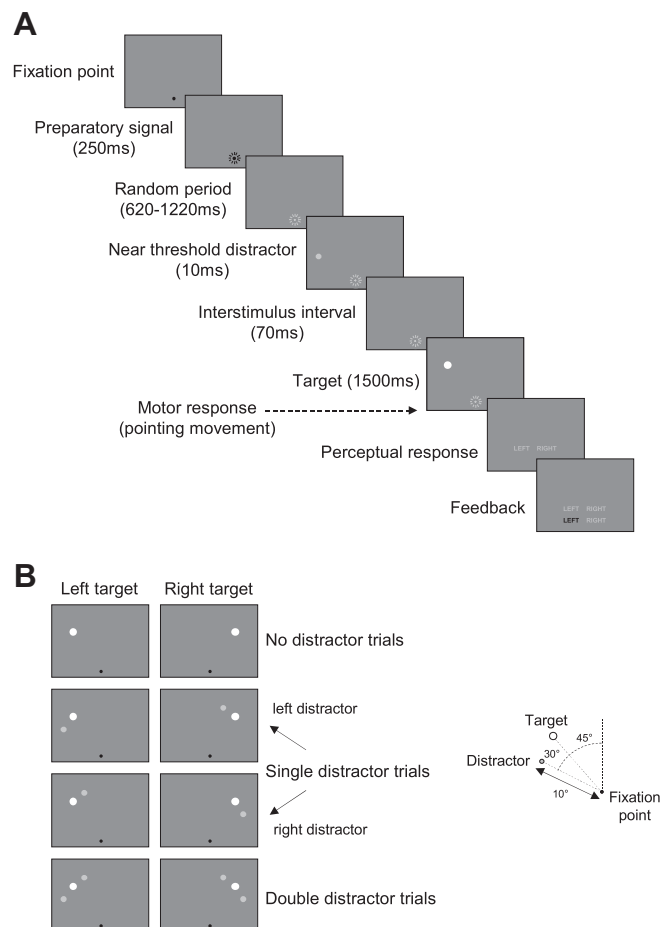 A
Fixation point
Preparatory signal
(250ms)
Random period
(620-1220ms)
Near threshold distractor
(10ms)
Interstimulus interval
(70ms)
Target (1500ms)
Motor response
(pointing movement)
Perceptual response
LEFT RIGHT
Feedback
LEFT RIGHT
LEFT RIGHT
B
Left target Right target
No distractor trials
left distractor
Single distractor trials
right distractor
Double distractor trials
Target
45°
30°
Distractor
10°
Fixation
point